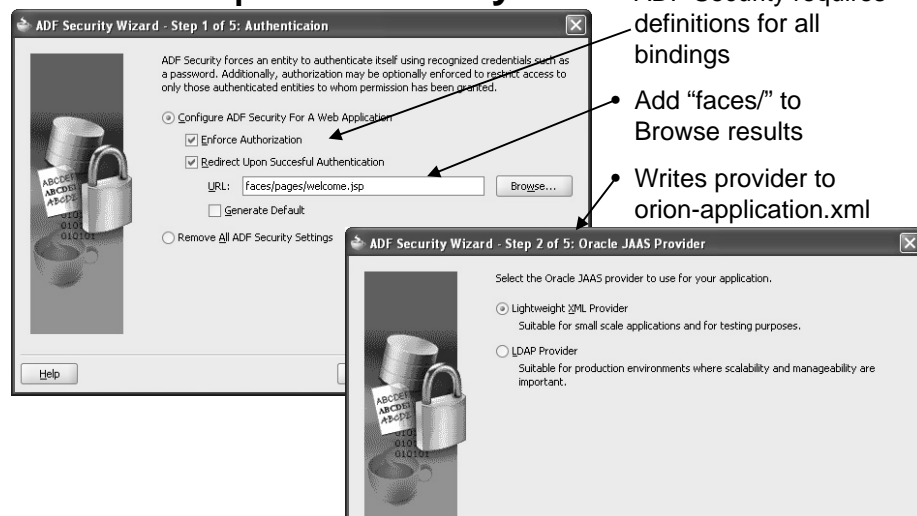 ADF Security Wizard - Step 1 of 5: Authenticaion
ADF Security forces an entity to authenticate itself using recognized credentials such as
a password. Additionally, authorization may be optionally enforced to restrict access to
only those authenticated entities to whom permission has been granted.
Configure ADF Security For A Web Application
Enforce Authorization
Redirect Upon Succesful Authentication
URL: faces/pages/welcome.jsp Browse...
Generate Default
Remove All ADF Security Settings
Help
ADF Security requires
definitions for all
bindings
• Add “faces/” to
Browse results
• Writes provider to
orion-application.xml
ADF Security Wizard - Step 2 of 5: Oracle JAAS Provider
Select the Oracle JAAS provider to use for your application.
Lightweight XML Provider
Suitable for small scale applications and for testing purposes.
LDAP Provider
Suitable for production environments where scalability and manageability are
important.